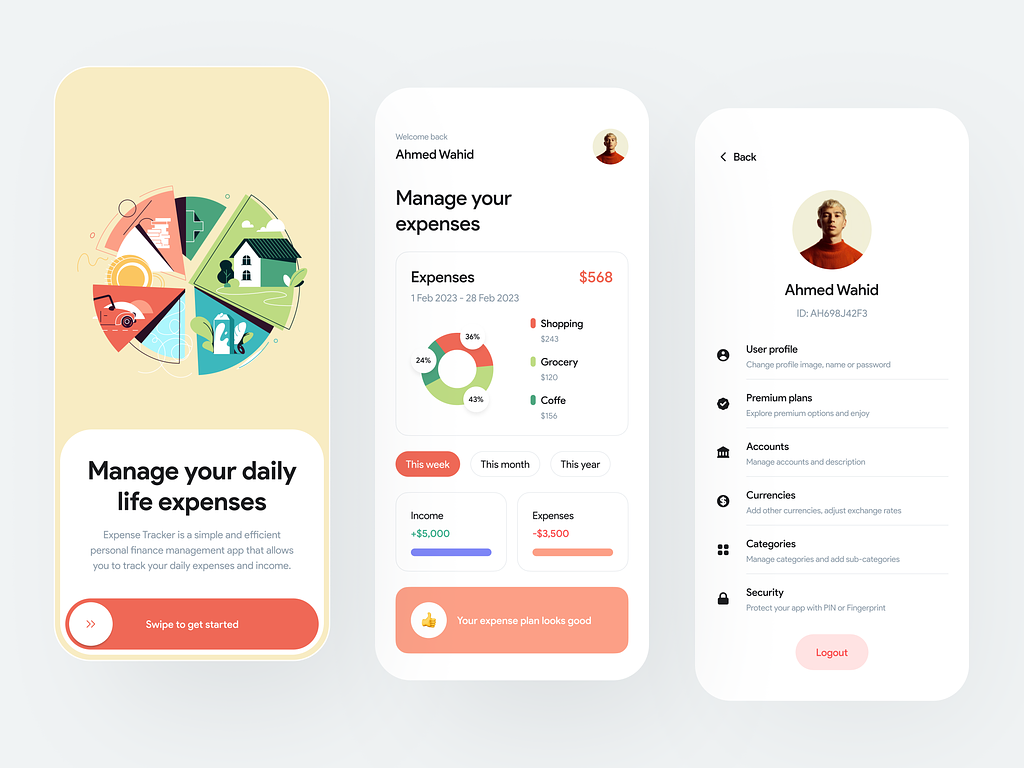 Manage your daily
life expenses
Expense Tracker is a simple and efficient
personal finance management app that allows
you to track your daily expenses and income.
Swipe to get started
Welcome back
Ahmed Wahid
Manage your
expenses
Expenses
$568
1 Feb 2023 - 28 Feb 2023
36%
24%
43%
Shopping
$243
Grocery
$120
Coffe
$156
This week
This month
This year
Income
+$5,000
Expenses
-$3,500
Your expense plan looks good
Back
Ahmed Wahid
ID: AH698J42F3
User profile
Change profile image, name or password
Premium plans
Explore premium options and enjoy
Accounts
Manage accounts and description
Currencies
Add other currencies, adjust exchange rates
Categories
Manage categories and add sub-categories
Security
Protect your app with PIN or Fingerprint
Logout